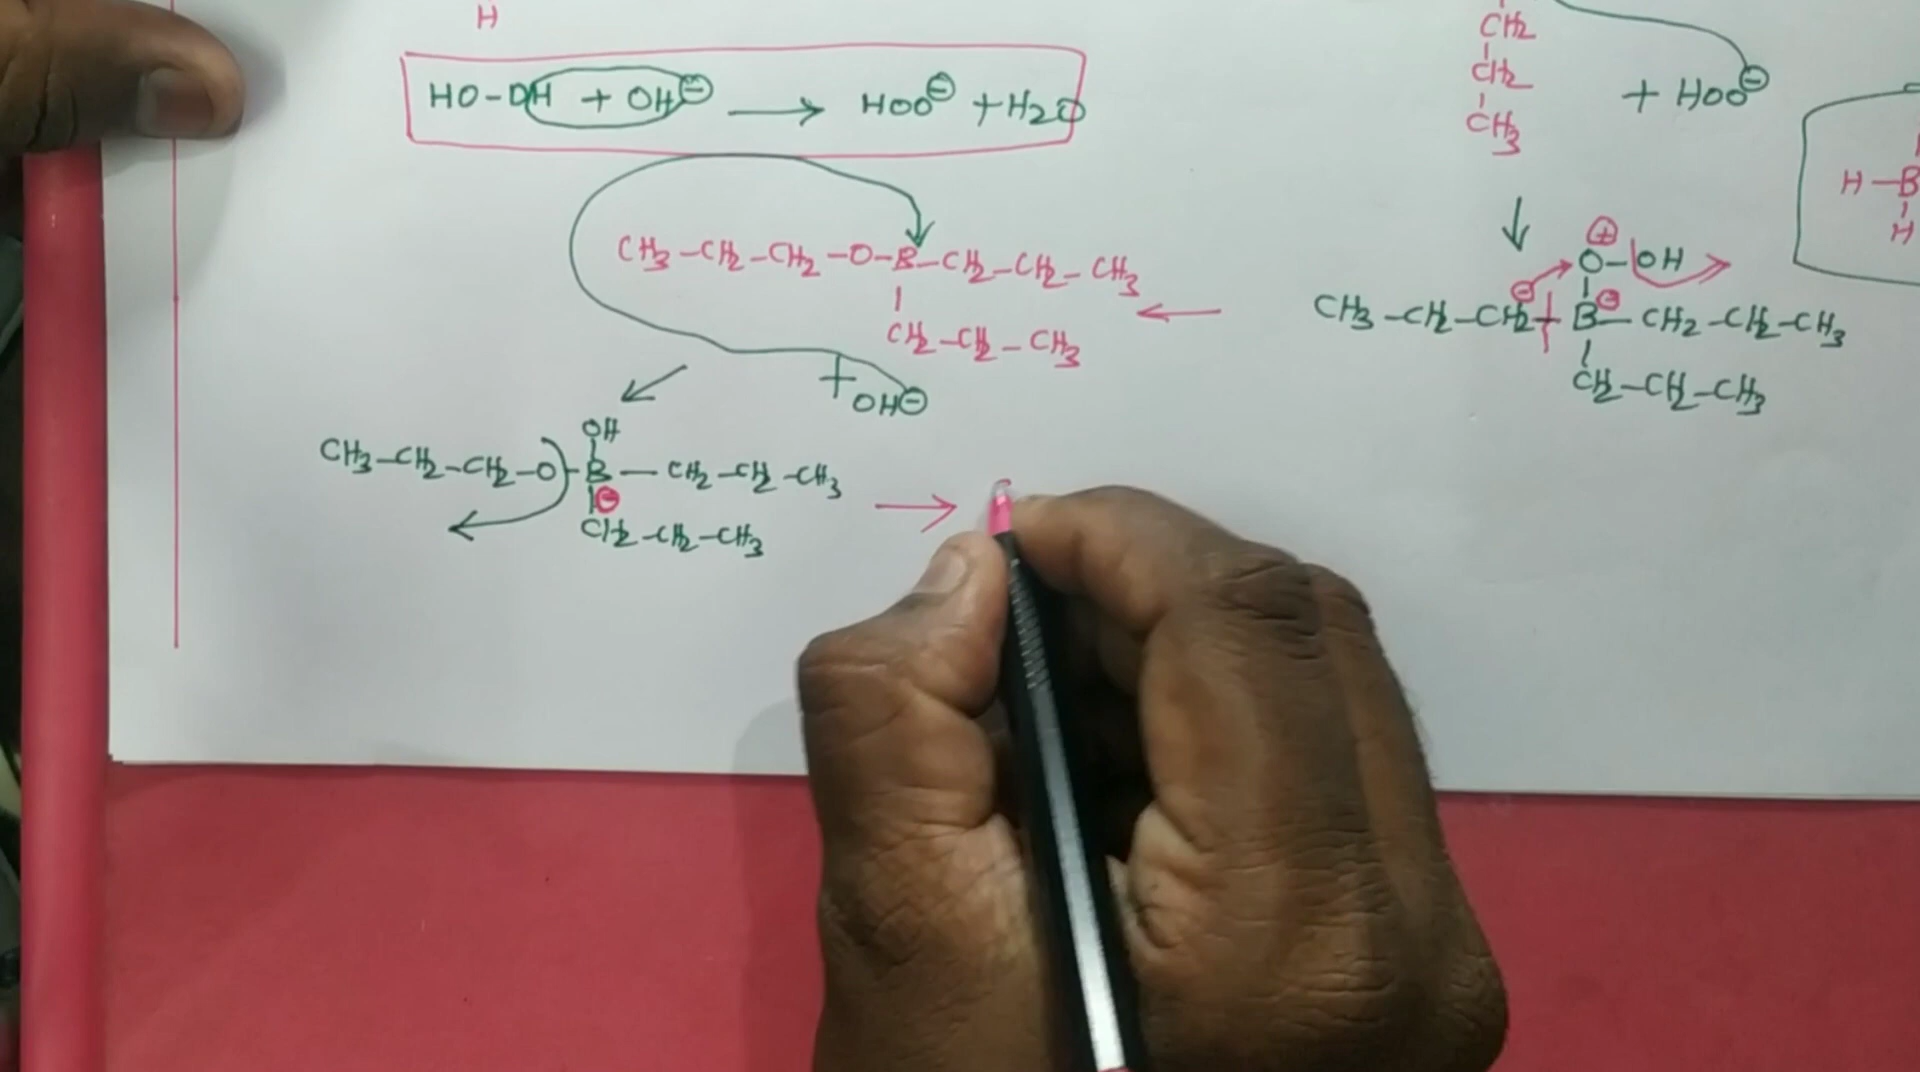 H
HO-OH + OH⊖ ⟶ HOO⊖ + H2O
CH3-CH2-CH2-O-B-CH2-CH2-CH3
|
CH2-CH2-CH3
+ OH⊖
OH
|
CH3-CH2-CH2-O-B-CH2-CH2-CH3
|⊖
CH2-CH2-CH3
⟶
CH2
|
CH2
|
CH3
+ HOO⊖
⊕
O-OH
⊖ | ⊖
CH3-CH2-CH2-B-CH2-CH2-CH3
|
CH2-CH2-CH3
H-B
|
H